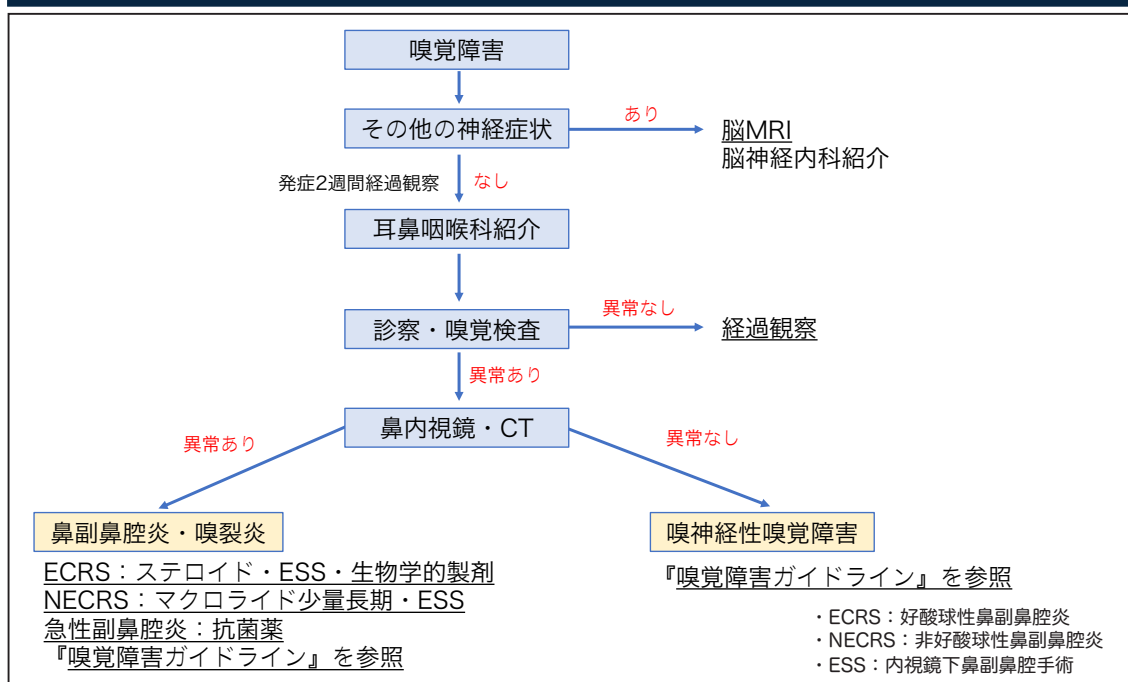 嗅覚障害
その他の神経症状
あり
脳MRI
脳神経内科紹介
発症2週間経過観察
なし
耳鼻咽喉科紹介
診察・嗅覚検査
異常なし
経過観察
異常あり
鼻内視鏡・CT
異常あり
異常なし
鼻副鼻腔炎・嗅裂炎
ECRS：ステロイド・ESS・生物学的製剤
NECRS：マクロライド少量長期・ESS
急性副鼻腔炎：抗菌薬
『嗅覚障害ガイドライン』を参照
嗅神経性嗅覚障害
『嗅覚障害ガイドライン』を参照
・ECRS：好酸球性鼻副鼻腔炎
・NECRS：非好酸球性鼻副鼻腔炎
・ESS：内視鏡下鼻副鼻腔手術